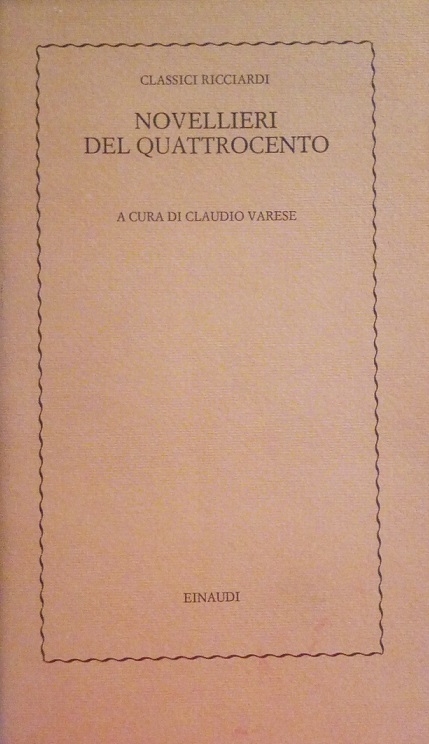 CLASSICI RICCIARDI
NOVELLIERI
DEL QUATTROCENTO
A CURA DI CLAUDIO VARESE
EINAUDI